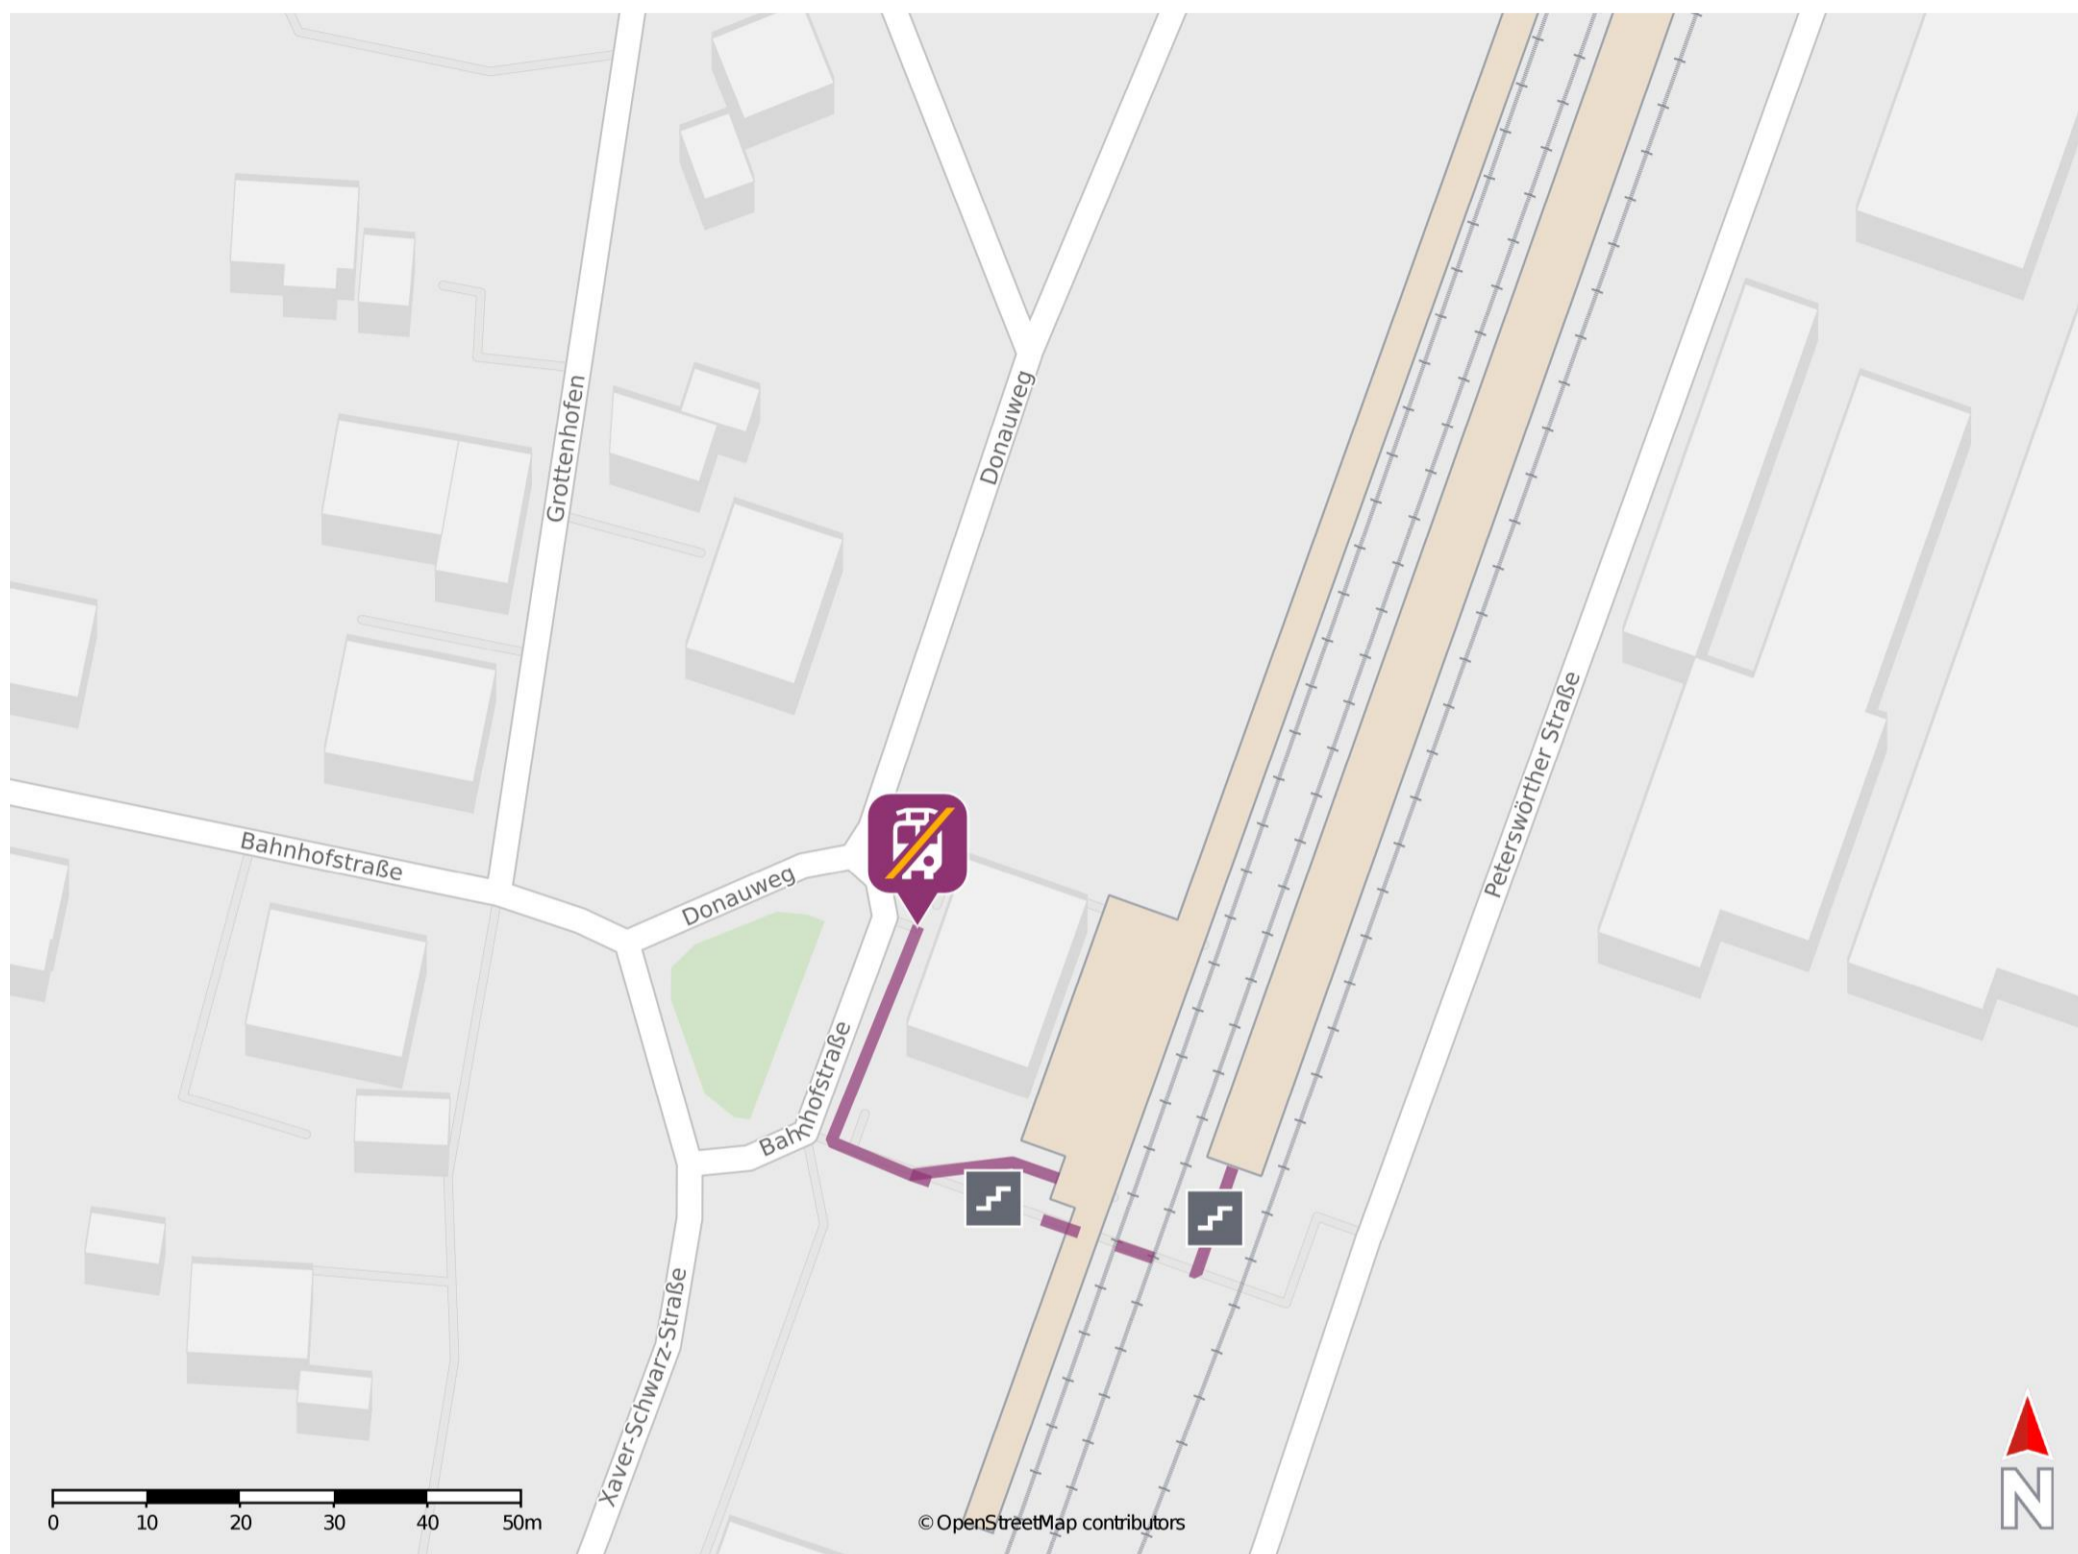 Grottenhofen
Donauweg
Peterswörther Straße
Bahnhofstraße
Donauweg
Bahnhofstraße
Xaver-Schwarz-Straße
0 10 20 30 40 50m
© OpenStreetMap contributors
N